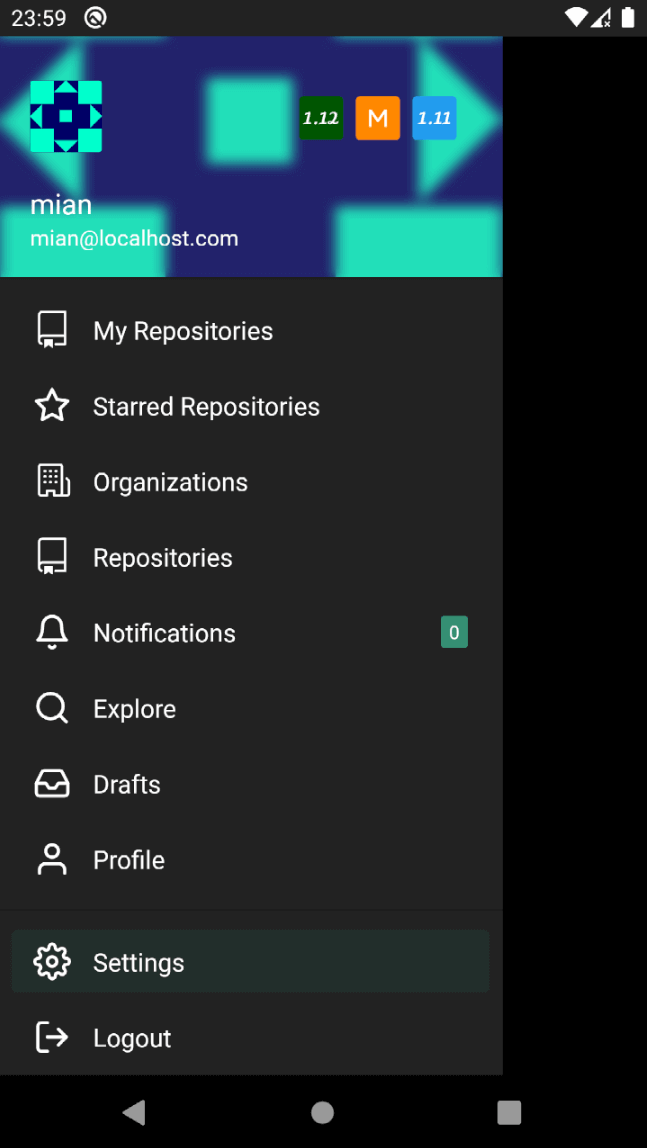 23:59
1.12 M 1.11
mian
mian@localhost.com
My Repositories
Starred Repositories
Organizations
Repositories
Notifications 0
Explore
Drafts
Profile
Settings
Logout